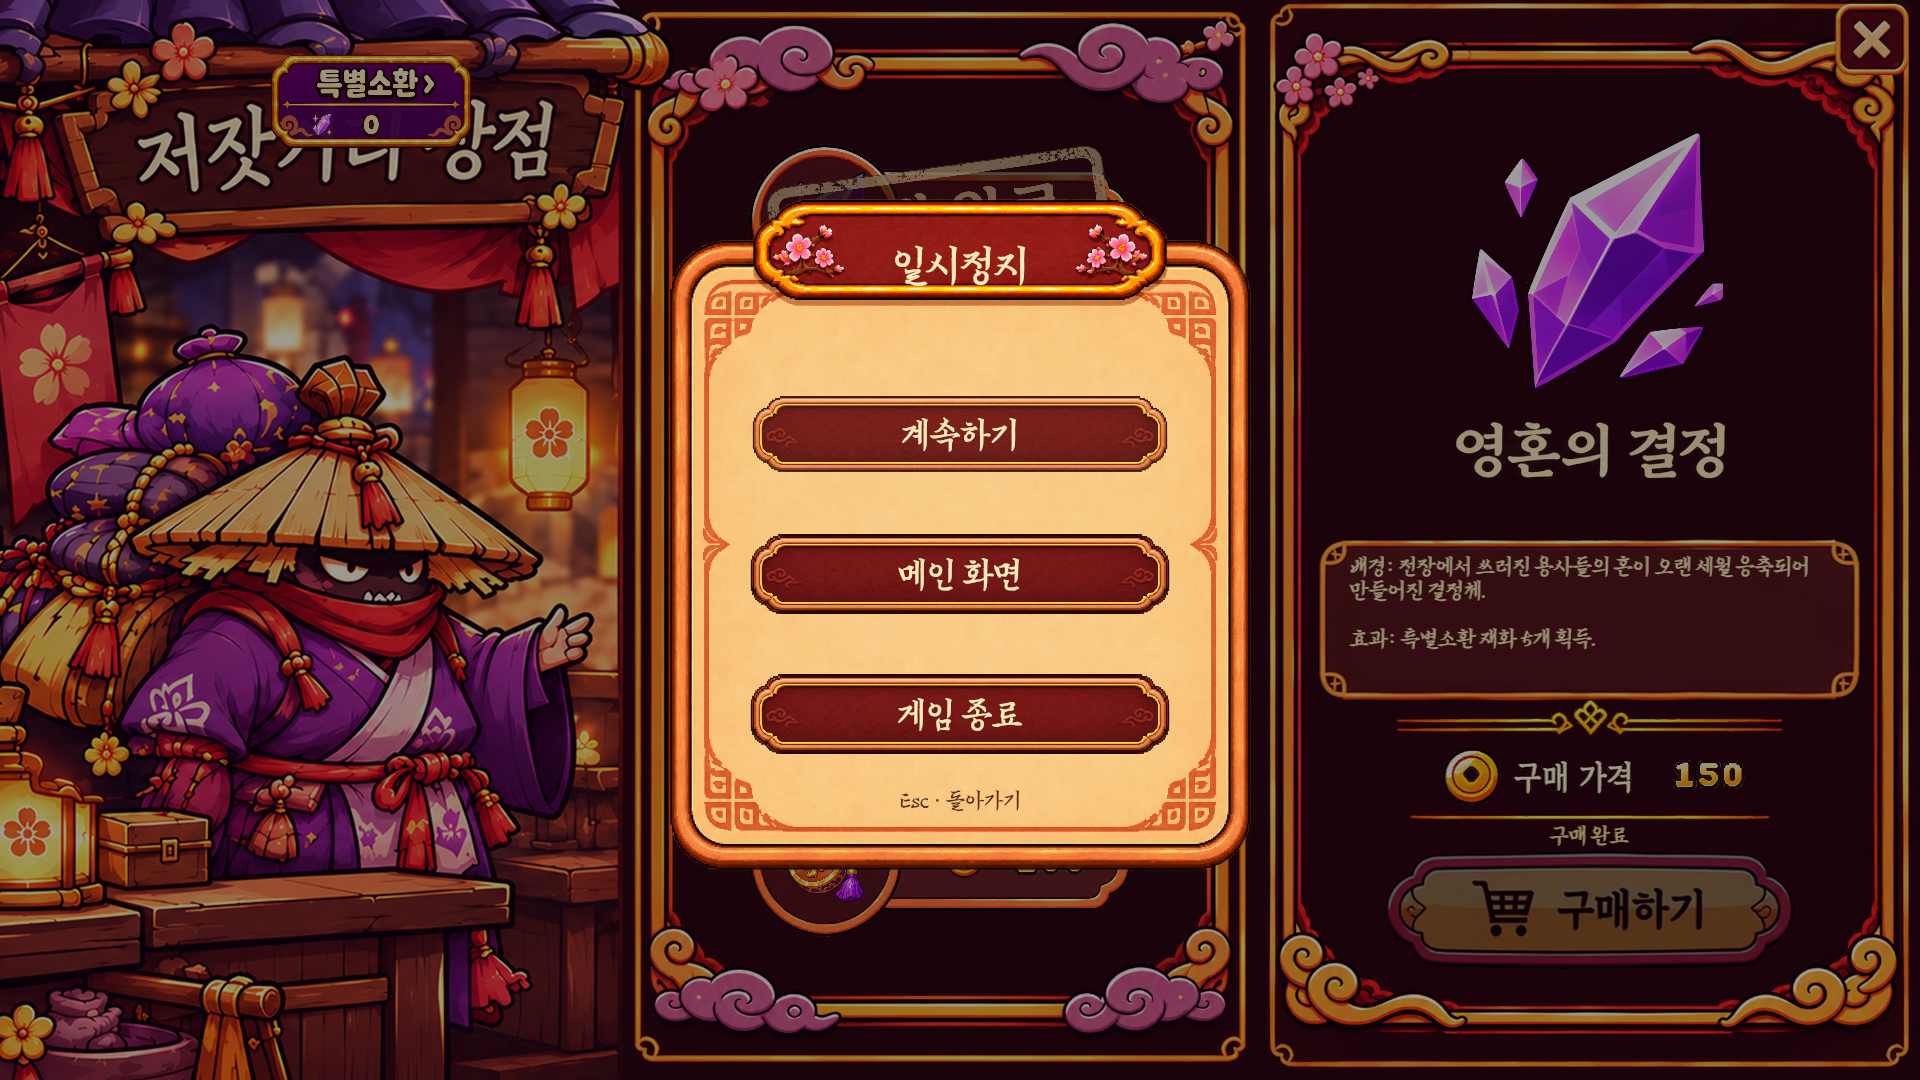 특별소환 >
0
저잣거리 상점
일시정지
계속하기
메인 화면
게임 종료
Esc · 돌아가기
영혼의 결정
배경: 전장에서 쓰러진 용사들의 혼이 오랜 세월 응축되어
만들어진 결정체.
효과: 특별소환 재화 5개 획득.
구매 가격 150
구매 완료
구매하기